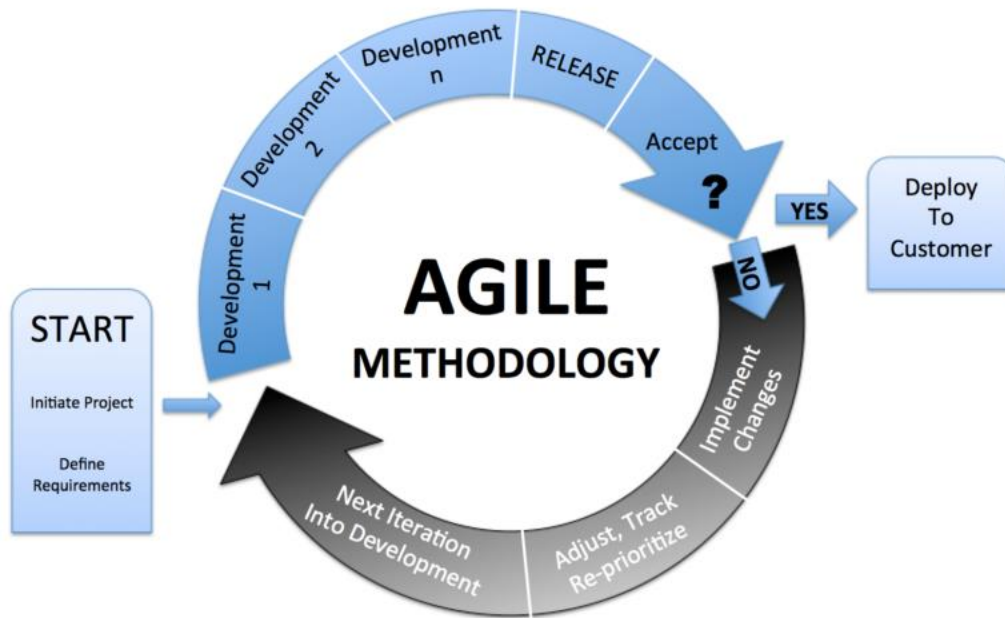 START
Initiate Project
Define
Requirements
Development
1
Development
2
Development
n
RELEASE
Accept
?
YES
Deploy
To
Customer
NO
Implement
Changes
Adjust, Track
Re-prioritize
Next Iteration
Into Development
AGILE
METHODOLOGY